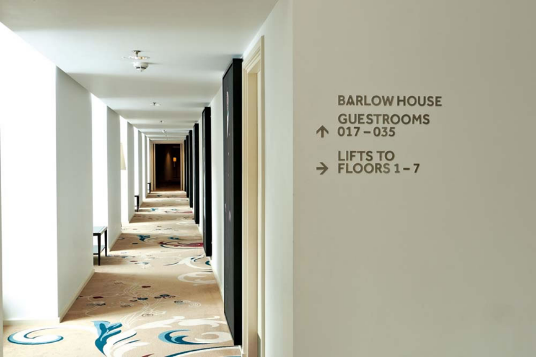 BARLOW HOUSE
GUESTROOMS
↑ 017 – 035
LIFTS TO
→ FLOORS 1 – 7